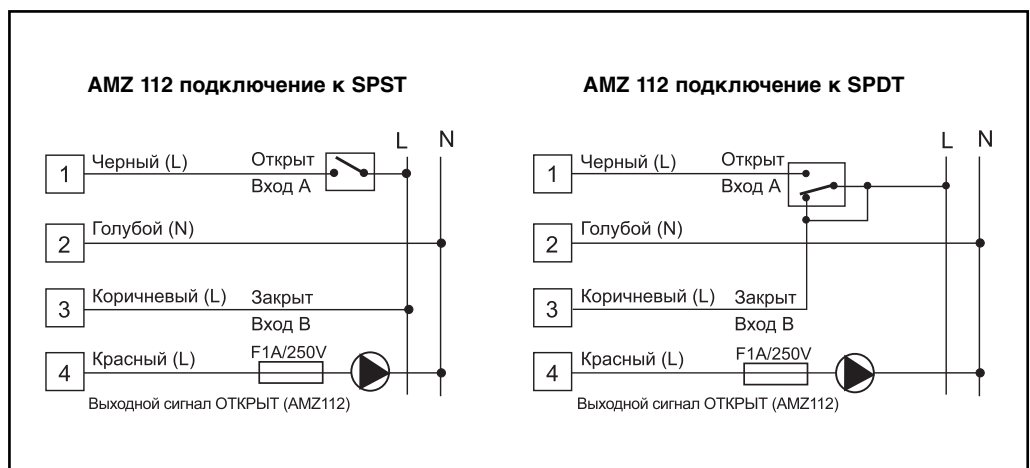 AMZ 112 подключение к SPST
L N
1 Черный (L) Открыт
Вход A
2 Голубой (N)
3 Коричневый (L) Закрыт
Вход B
4 Красный (L) F1A/250V
Выходной сигнал ОТКРЫТ (AMZ112)
AMZ 112 подключение к SPDT
L N
1 Черный (L) Открыт
Вход A
2 Голубой (N)
3 Коричневый (L) Закрыт
Вход B
4 Красный (L) F1A/250V
Выходной сигнал ОТКРЫТ (AMZ112)